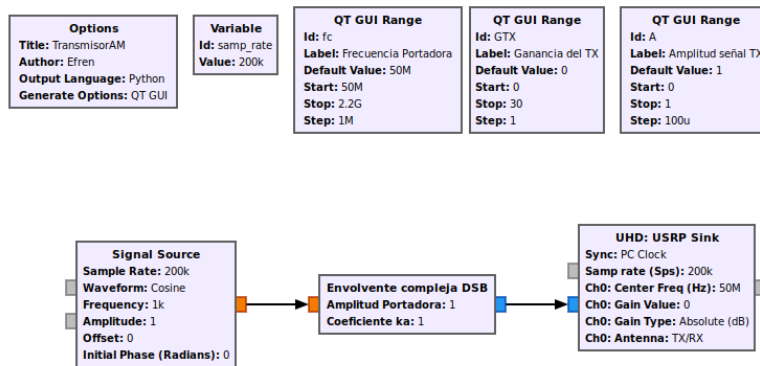 Options
Title: TransmisorAM
Author: Efren
Output Language: Python
Generate Options: QT GUI
Variable
Id: samp_rate
Value: 200k
QT GUI Range
Id: fc
Label: Frecuencia Portadora
Default Value: 50M
Start: 50M
Stop: 2.2G
Step: 1M
QT GUI Range
Id: GTX
Label: Ganancia del TX
Default Value: 0
Start: 0
Stop: 30
Step: 1
QT GUI Range
Id: A
Label: Amplitud señal TX
Default Value: 1
Start: 0
Stop: 1
Step: 100u
Signal Source
Sample Rate: 200k
Waveform: Cosine
Frequency: 1k
Amplitude: 1
Offset: 0
Initial Phase (Radians): 0
Envolvente compleja DSB
Amplitud Portadora: 1
Coeficiente ka: 1
UHD: USRP Sink
Sync: PC Clock
Samp rate (Sps): 200k
Ch0: Center Freq (Hz): 50M
Ch0: Gain Value: 0
Ch0: Gain Type: Absolute (dB)
Ch0: Antenna: TX/RX